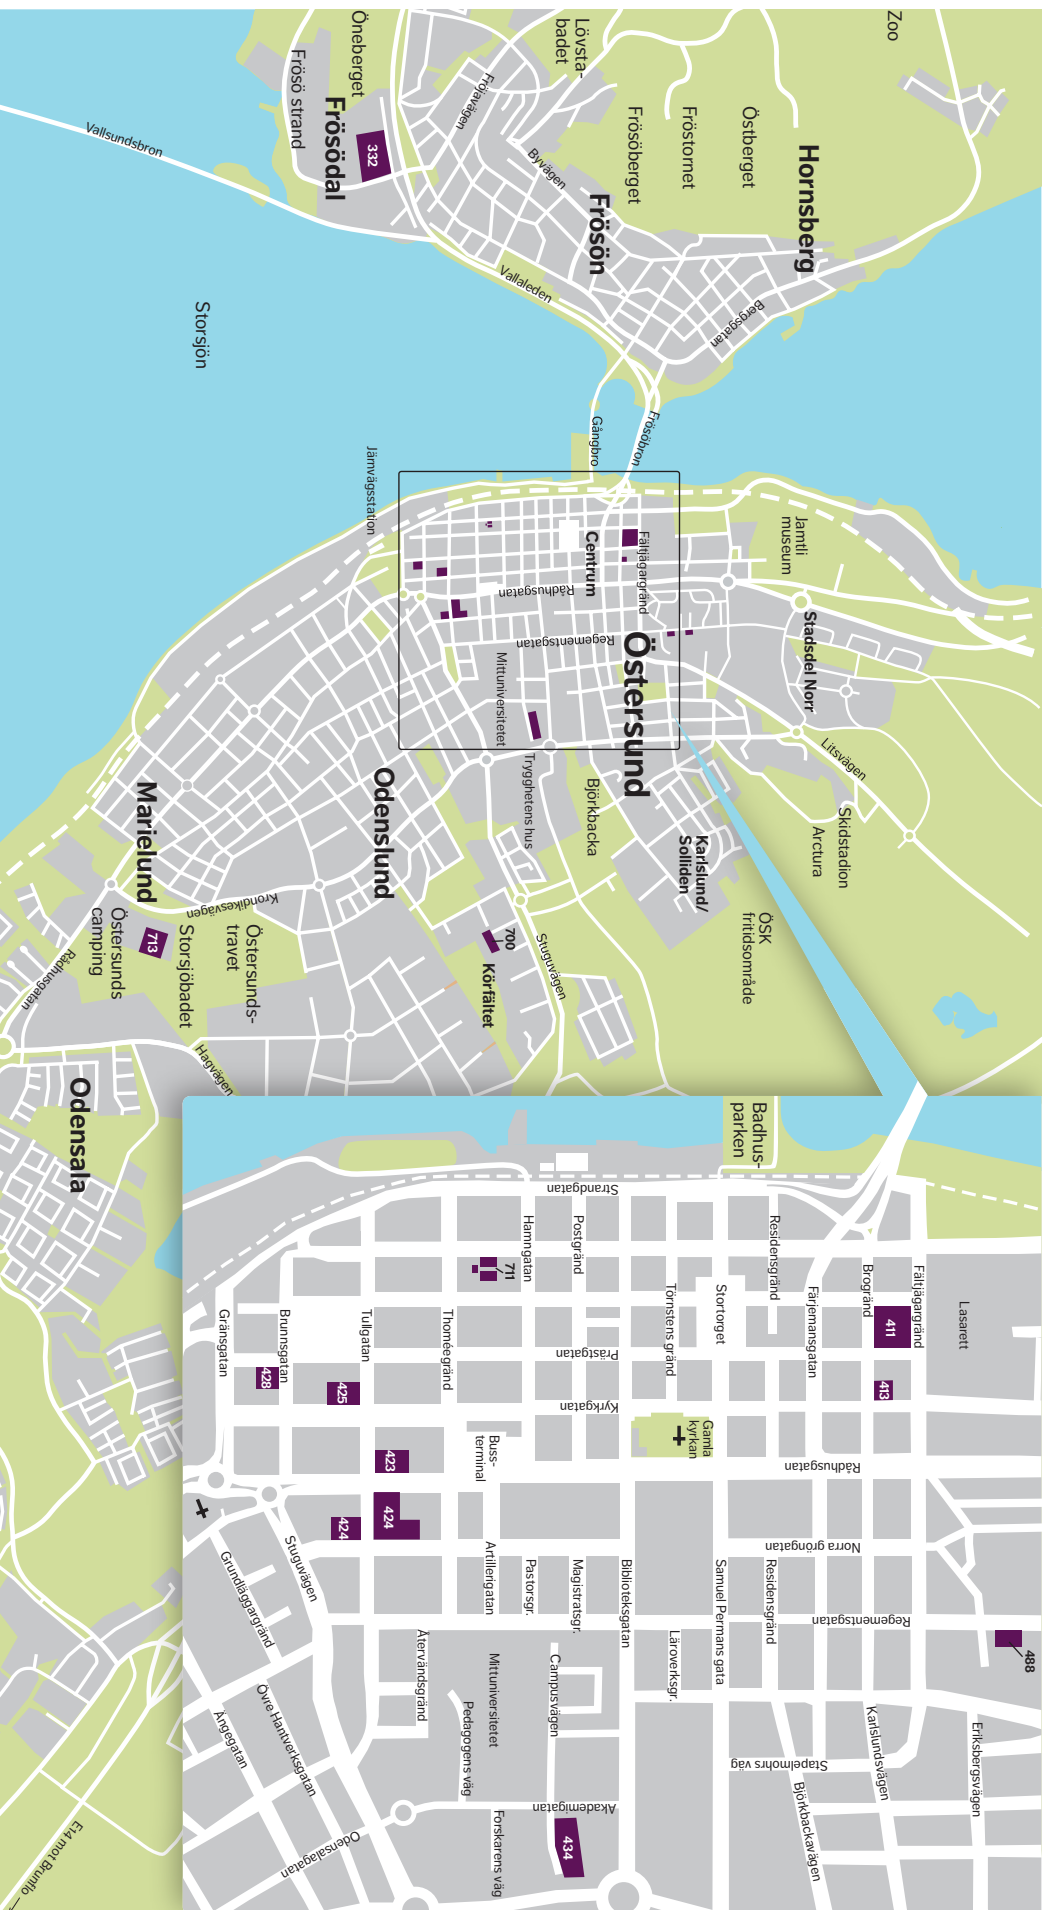 Zoo
Lövsta-
badet
Öneberget
Frösö strand
Frösödal
332
Fröjavägen
Byvägen
Frösöberget
Fröstornet
Östberget
Hornsberg
Frösön
Vallsundsbron
Vallaleden
Bergsgatan
Storsjön
Gångbro
Frösöbron
Järnvägsstation
Centrum
Fältjägargränd
Rådhusgatan
Regementsgatan
Mittuniversitetet
Östersund
Jamtli
museum
Stadsdel Norr
Litsvägen
Skidstadion
Arctura
Trygghetens hus
Björkbacka
Karlslund/
Solliden
ÖSK
fritidsområde
Odenslund
Marielund
Krondikesvägen
Östersunds
camping
713
Storsjöbadet
Östersunds-
travet
Rådhusgatan
Hagvägen
700
Körfältet
Stuguvägen
Odensala
E14 mot Brunflo
Badhus-
parken
Strandgatan
Hamngatan
Postgränd
Residensgränd
711
Törnstens gränd
Stortorget
Färjemansgatan
Brogränd
Fältjägargränd
Lasarett
411
413
Gränsgatan
Brunnsgatan
Tullgatan
Thoméegränd
Prästgatan
428
425
Kyrkgatan
Gamla
kyrkan
Buss-
terminal
423
Rådhusgatan
424
424
Norra gröngatan
Stuguvägen
Grundläggargränd
Artillerigatan
Pastorsgr.
Magistratsgr.
Biblioteksgatan
Samuel Permans gata
Residensgränd
Regementsgatan
488
Läroverksgr.
Återvändsgränd
Mittuniversitetet
Campusvägen
Pedagogens väg
Övre Hantverksgatan
Ängegatan
Karlslundsvägen
Eriksbergsvägen
Stapelmohrs väg
Björkbackavägen
Akademigatan
434
Forskarens väg
Odensalagatan